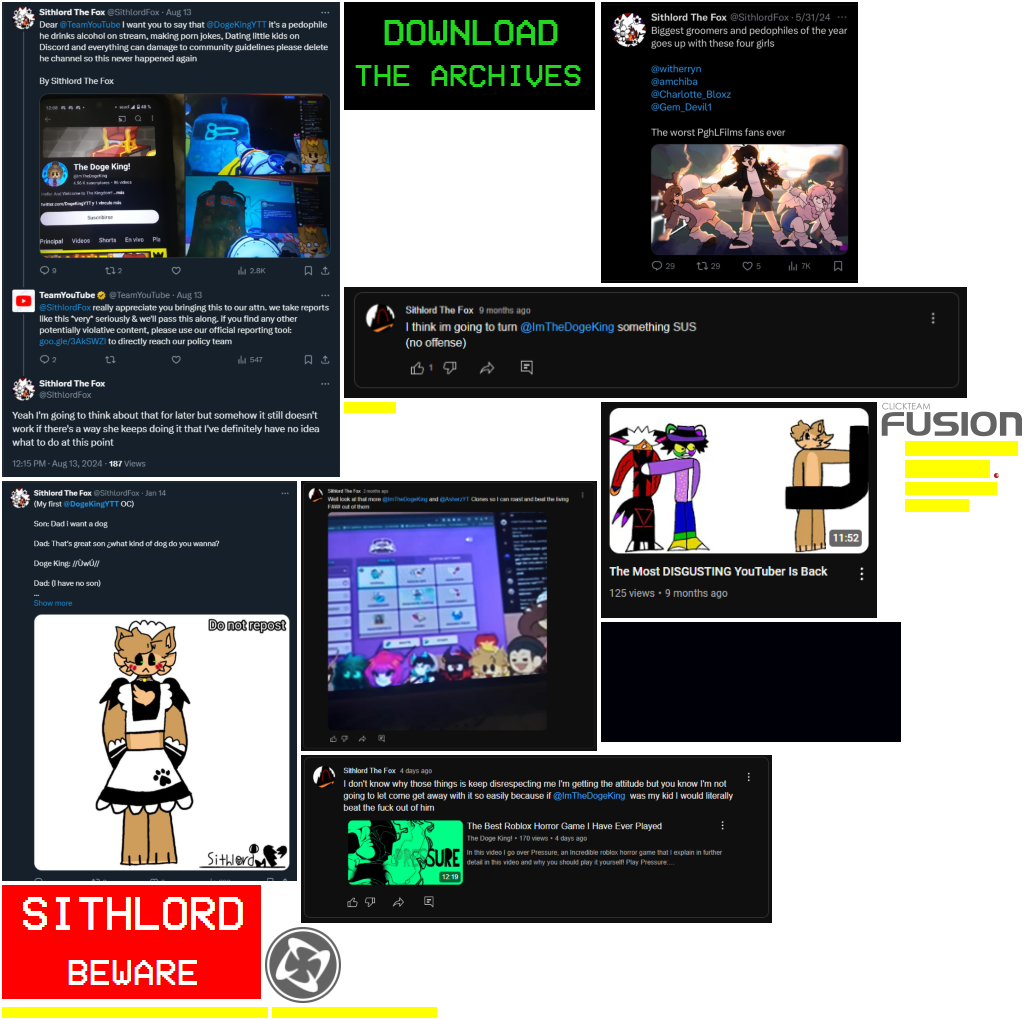 Sithlord The Fox @SithlordFox · Aug 13
Dear @TeamYouTube I want you to say that @DogeKingYTT it's a pedophile
he drinks alcohol on stream, making porn jokes, Dating little kids on
Discord and everything can damage to community guidelines please delete
he channel so this never happened again
By Sithlord The Fox
The Doge King!
@ImTheDogeKing
Hello. And Welcome to The Kingdom! ...más
twitter.com/DogeKingYTT y 1 vínculo más
Suscribirse
Principal Videos Shorts En vivo
9 2 2.8K
TeamYouTube @TeamYouTube · Aug 13
@SithlordFox really appreciate you bringing this to our attn. we take reports
like this *very* seriously & we'll pass this along. if you find any other
potentially violative content, please use our official reporting tool:
goo.gle/3AkSWZl to directly reach our policy team
2 547
Sithlord The Fox
@SithlordFox
Yeah I'm going to think about that for later but somehow it still doesn't
work if there's a way she keeps doing it that I've definitely have no idea
what to do at this point
12:15 PM · Aug 13, 2024 · 187 Views
DOWNLOAD
THE ARCHIVES
Sithlord The Fox @SithlordFox · 5/31/24
Biggest groomers and pedophiles of the year
goes up with these four girls
@witherryn
@amchiba
@Charlotte_Bloxz
@Gem_Devil1
The worst PghLFilms fans ever
29 29 5 7K
Sithlord The Fox 9 months ago
I think im going to turn @ImTheDogeKing something SUS
(no offense)
1
CLICKTEAM
FUSION
11:52
The Most DISGUSTING YouTuber Is Back
125 views • 9 months ago
Sithlord The Fox @SithlordFox · Jan 14
(My first @DogeKingYTT OC)
Son: Dad i want a dog
Dad: That's great son ¿what kind of dog do you wanna?
Doge King: //ÙwÚ//
Dad: (I have no son)
...
Show more
Do not repost
Sithlord
Sithlord The Fox 2 months ago
Well look at that more @ImTheDogeKing and @AsharzYT Clones so I can roast and beat the living
F### out of them
Sithlord The Fox 4 days ago
I don't know why those things is keep disrespecting me I'm getting the attitude but you know I'm not
going to let come get away with it so easily because if @ImTheDogeKing was my kid I would literally
beat the fuck out of him
PRESSURE
12:19
The Best Roblox Horror Game I Have Ever Played
The Doge King! • 170 views • 4 days ago
In this video I go over Pressure, an Incredible roblox horror game that I explain in further
detail in this video and why you should play it yourself! Play Pressure....
SITHLORD
BEWARE